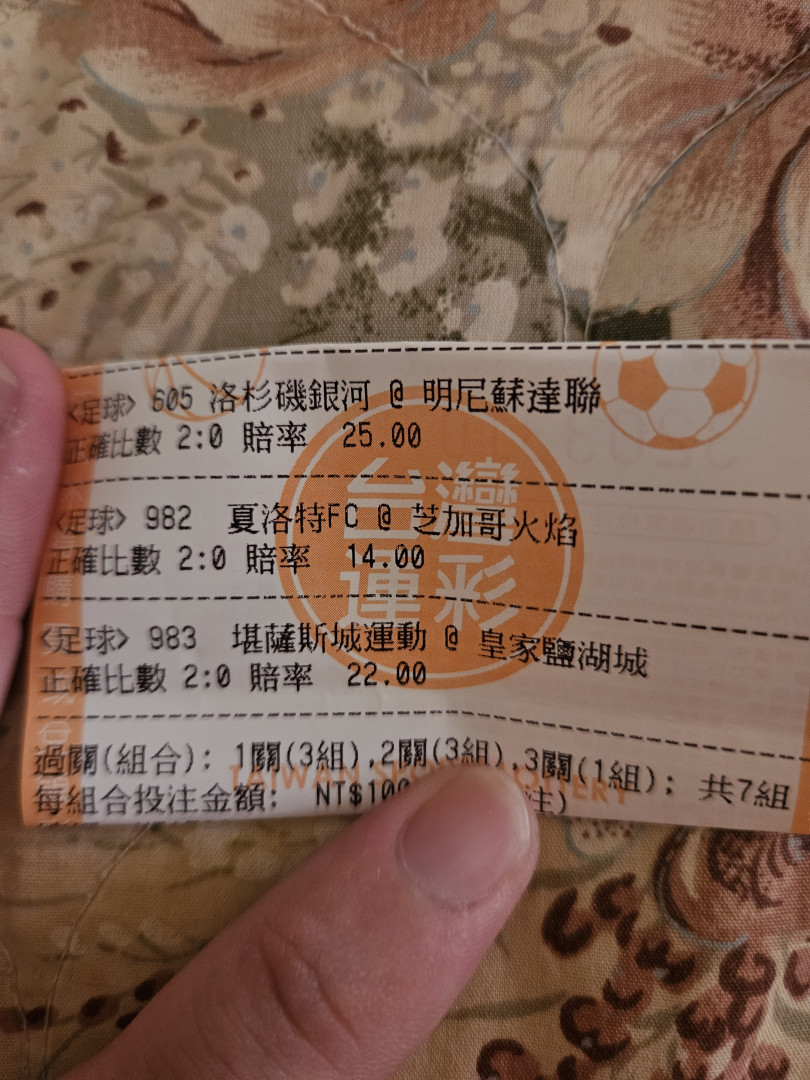 <足球> 605 洛杉磯銀河 @ 明尼蘇達聯
正確比數 2:0 賠率 25.00
台灣
<足球> 982 夏洛特FC @ 芝加哥火焰
正確比數 2:0 賠率 14.00
運彩
<足球> 983 堪薩斯城運動 @ 皇家鹽湖城
正確比數 2:0 賠率 22.00
過關(組合): 1關(3組),2關(3組),3關(1組); 共7組
TAIWAN SPORTS LOTTERY
每組合投注金額: NT$100 注)